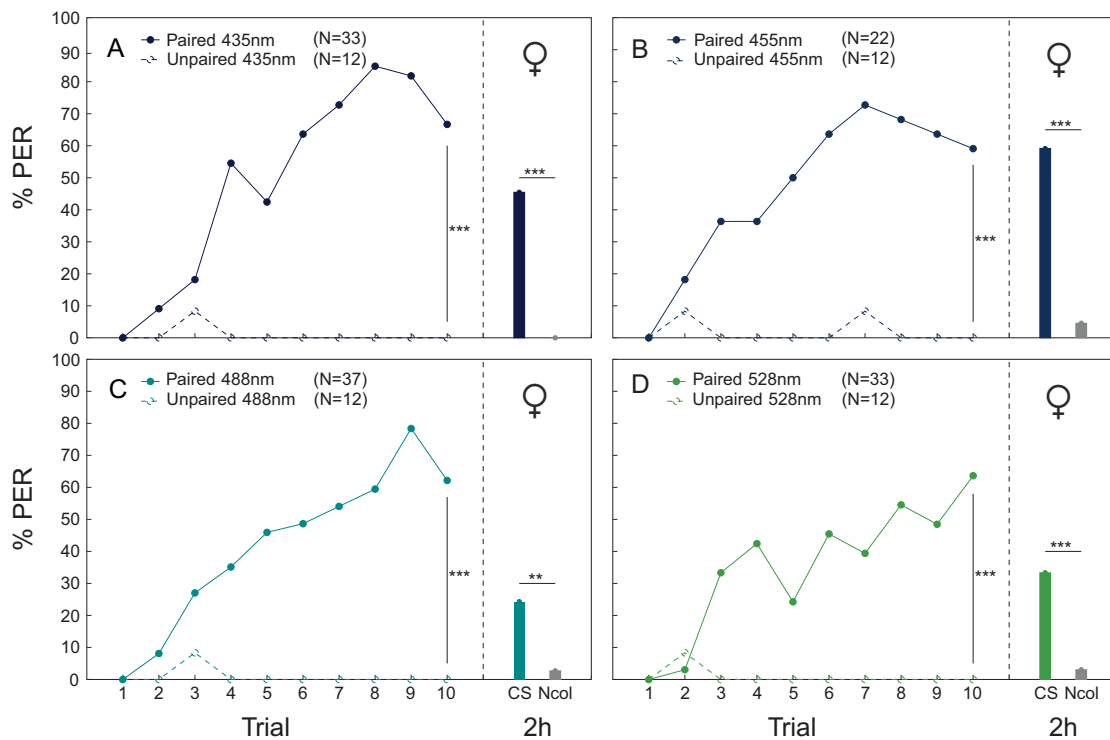 A
Paired 435nm (N=33)
Unpaired 435nm (N=12)
♀
% PER
100
90
80
70
60
50
40
30
20
10
0
***
***
B
Paired 455nm (N=22)
Unpaired 455nm (N=12)
♀
***
***
C
Paired 488nm (N=37)
Unpaired 488nm (N=12)
♀
% PER
100
90
80
70
60
50
40
30
20
10
0
***
**
1 2 3 4 5 6 7 8 9 10
CS Ncol
Trial
2h
D
Paired 528nm (N=33)
Unpaired 528nm (N=12)
♀
***
***
1 2 3 4 5 6 7 8 9 10
CS Ncol
Trial
2h